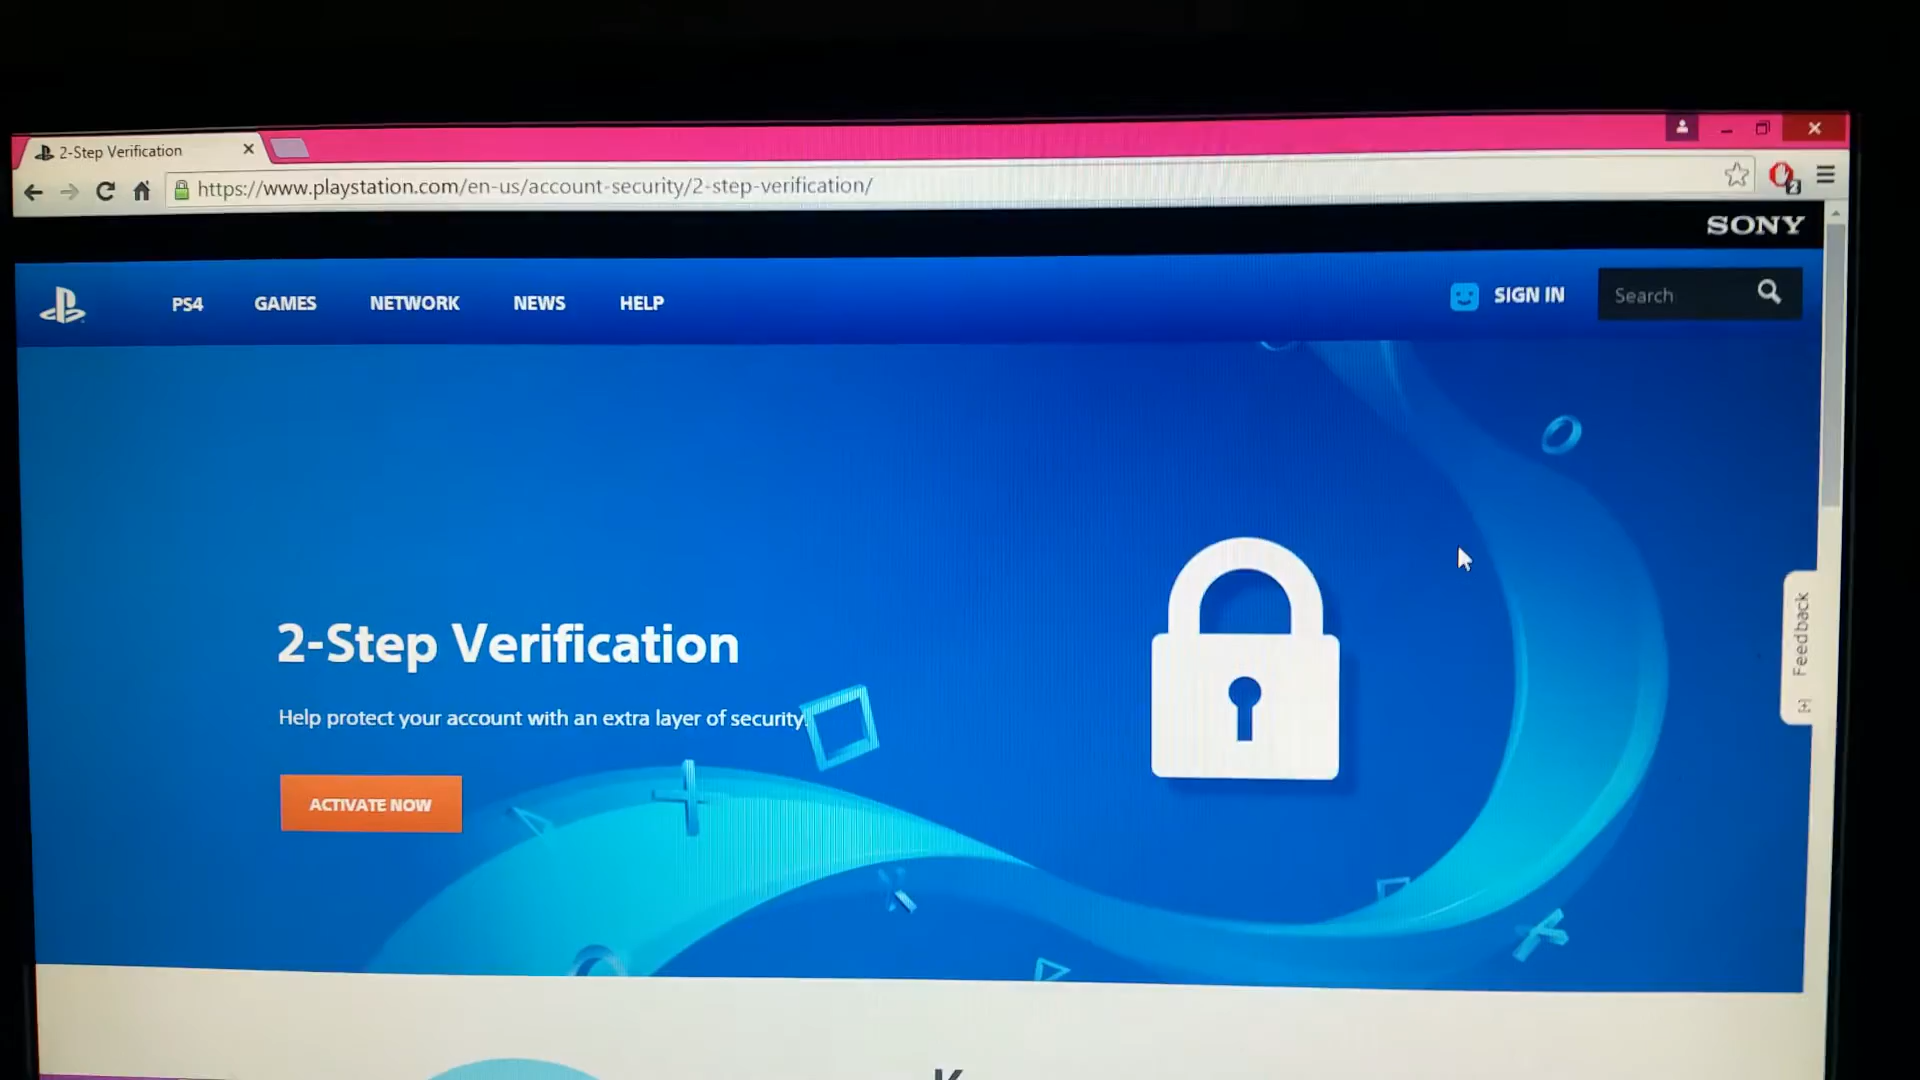 2-Step Verification
https://www.playstation.com/en-us/account-security/2-step-verification/
2
SONY
PS4 GAMES NETWORK NEWS HELP SIGN IN Search
2-Step Verification
Help protect your account with an extra layer of security.
ACTIVATE NOW
[+] Feedback